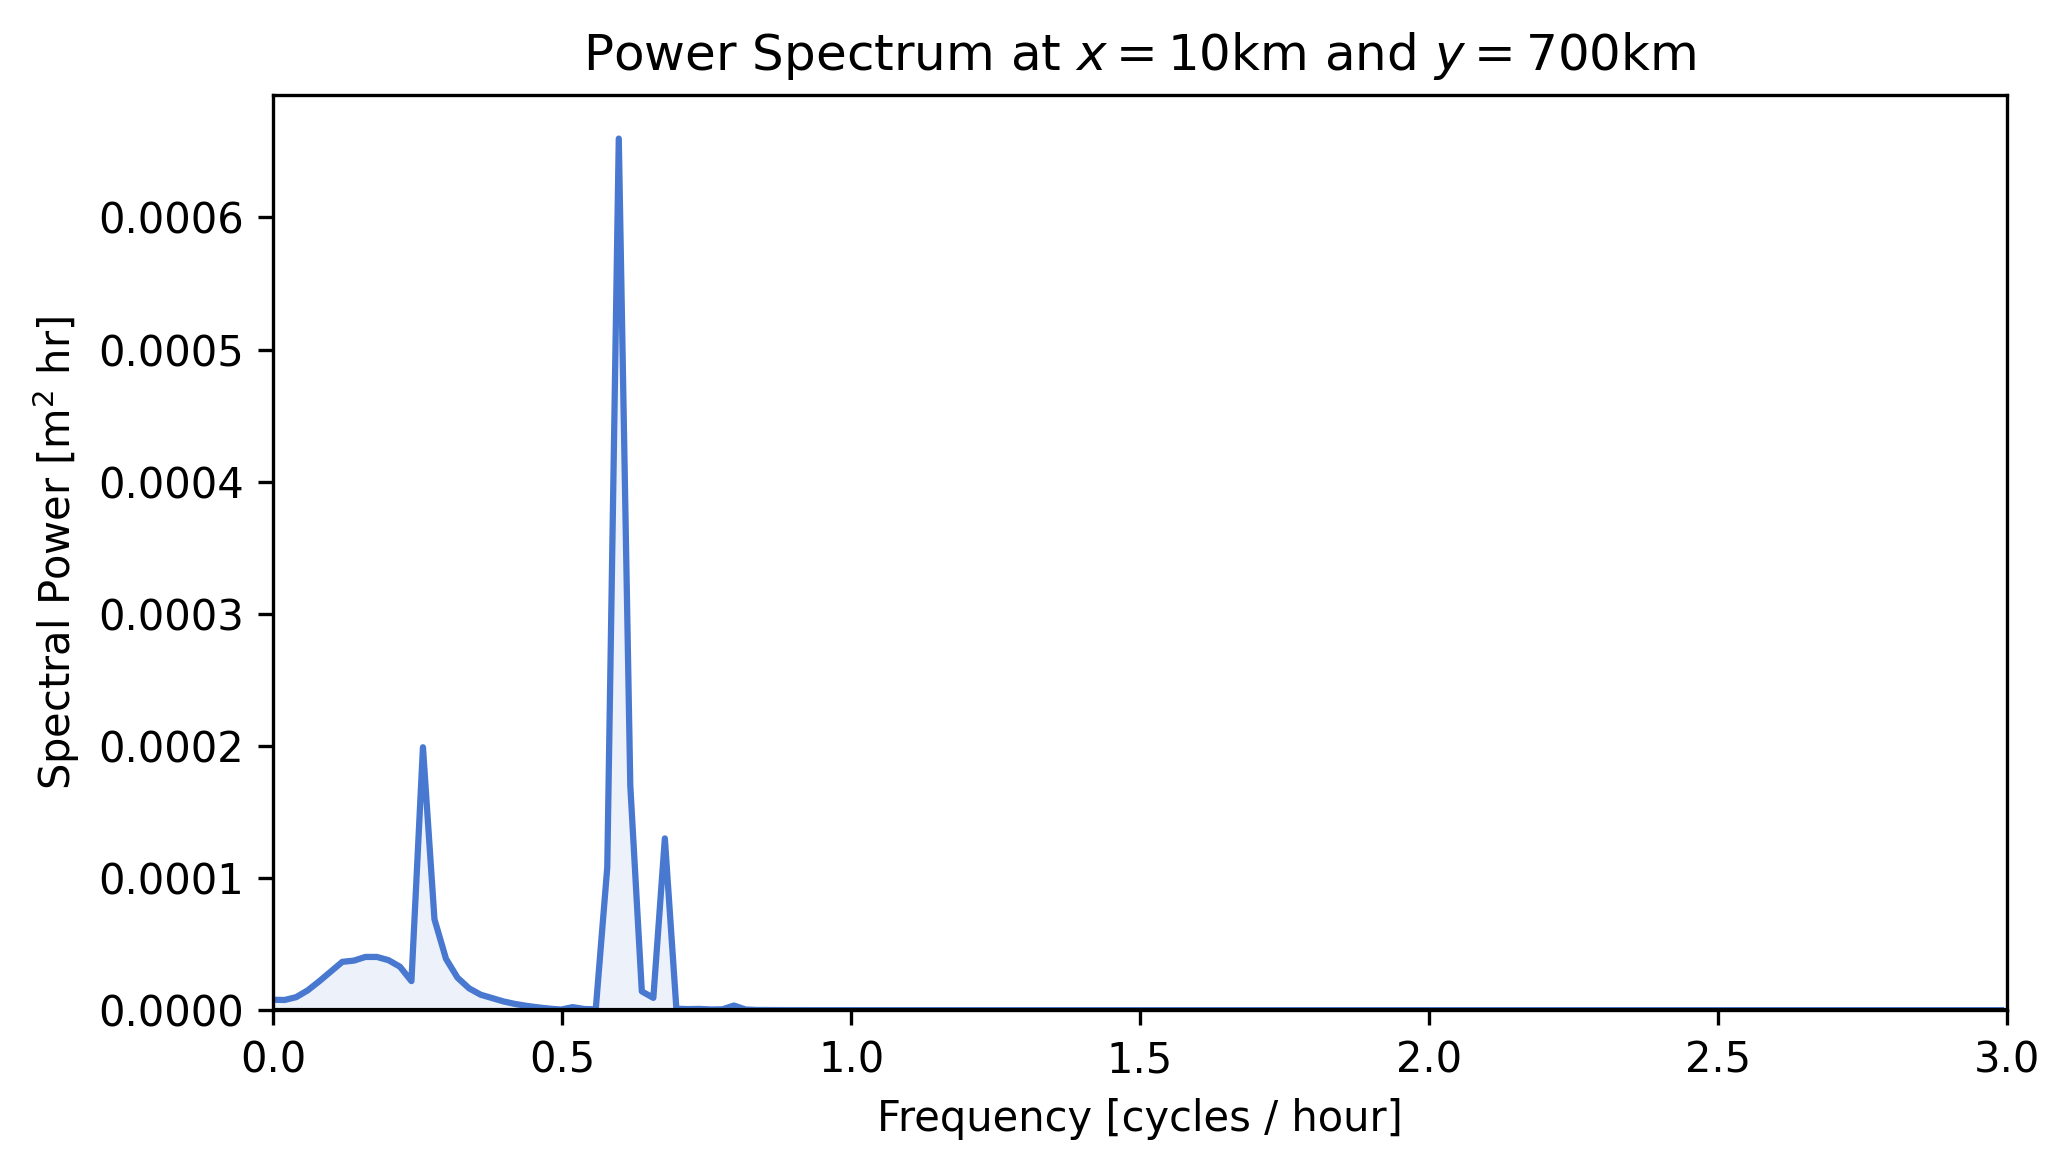 Power Spectrum at x = 10km and y = 700km
Spectral Power [m² hr]
0.0006
0.0005
0.0004
0.0003
0.0002
0.0001
0.0000
0.0 0.5 1.0 1.5 2.0 2.5 3.0
Frequency [cycles / hour]